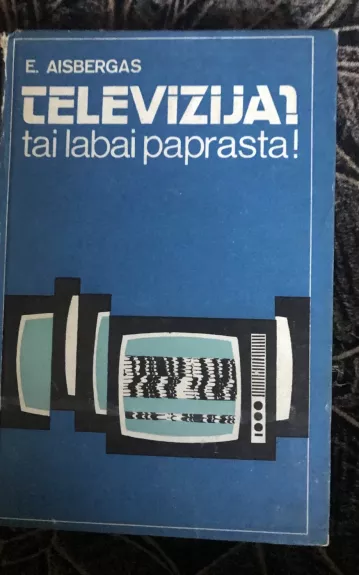 E. AISBERGAS
TELEVIZIJA?
tai labai paprasta!